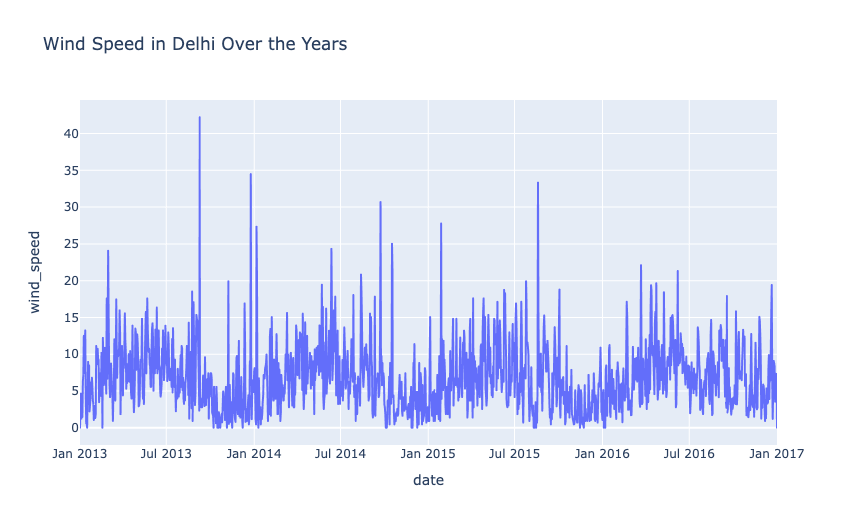 Wind Speed in Delhi Over the Years
wind_speed
40
35
30
25
20
15
10
5
0
Jan 2013 Jul 2013 Jan 2014 Jul 2014 Jan 2015 Jul 2015 Jan 2016 Jul 2016 Jan 2017
date